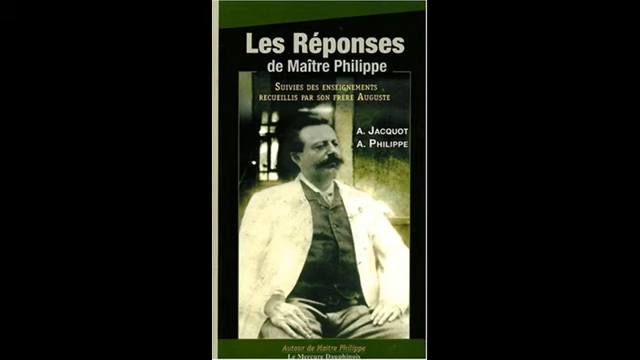 Les Réponses
de Maître Philippe
Suivies des enseignements
recueillis par son frère Auguste
A. Jacquot
A. Philippe
Autour de Maître Philippe
Le Mercure Dauphinois